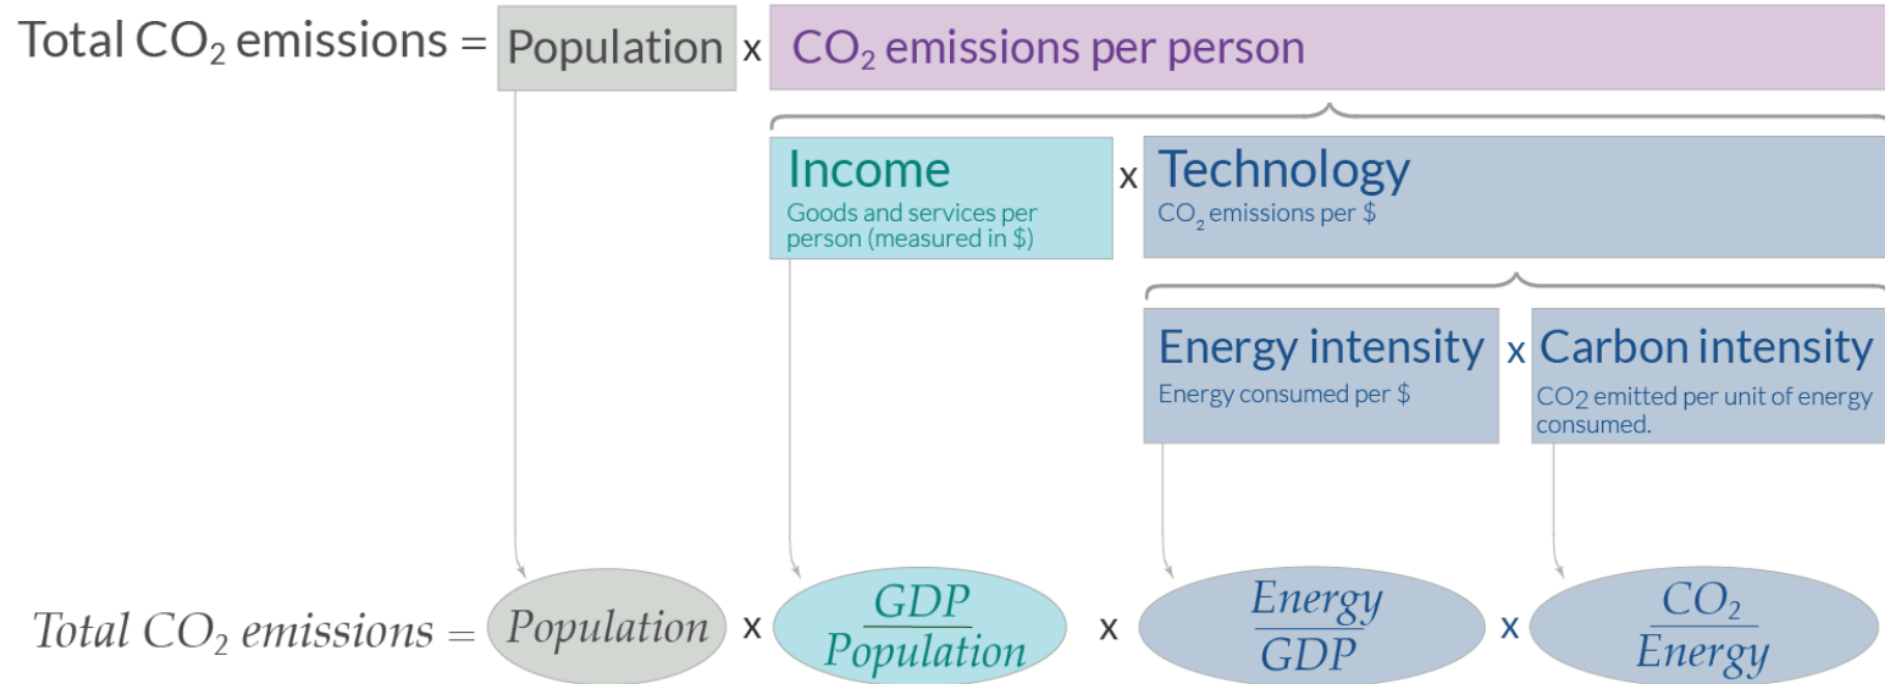 Total CO₂ emissions = Population x CO₂ emissions per person
Income x Technology
Goods and services per
person (measured in $)
CO₂ emissions per $
Energy intensity x Carbon intensity
Energy consumed per $
CO2 emitted per unit of energy
consumed.
Total CO₂ emissions = Population x GDP/Population x Energy/GDP x CO₂/Energy